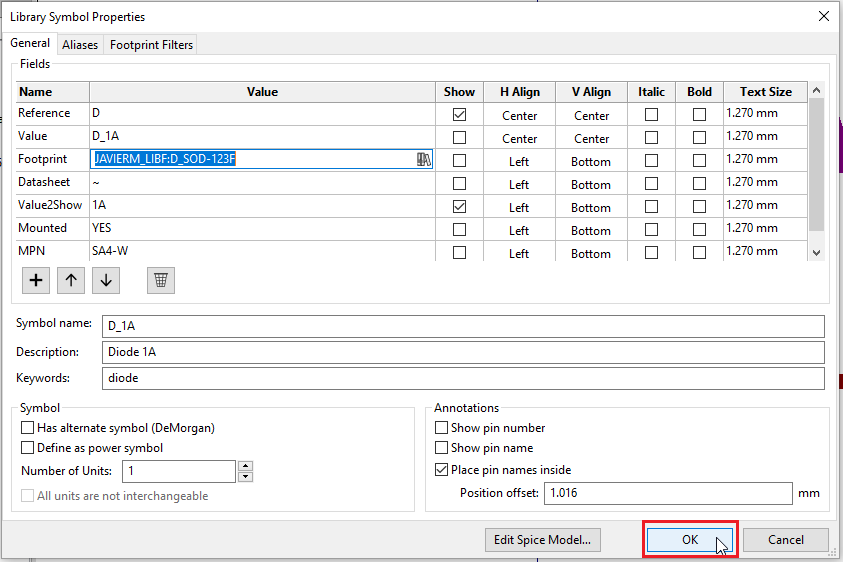 Library Symbol Properties
General Aliases Footprint Filters
Fields
Name Value Show H Align V Align Italic Bold Text Size
Reference D Center Center 1.270 mm
Value D_1A Center Center 1.270 mm
Footprint JAVIERM_LIBF:D_SOD-123F Left Bottom 1.270 mm
Datasheet ~ Left Bottom 1.270 mm
Value2Show 1A Left Bottom 1.270 mm
Mounted YES Left Bottom 1.270 mm
MPN SA4-W Left Bottom 1.270 mm
Symbol name: D_1A
Description: Diode 1A
Keywords: diode
Symbol
Has alternate symbol (DeMorgan)
Define as power symbol
Number of Units: 1
All units are not interchangeable
Annotations
Show pin number
Show pin name
Place pin names inside
Position offset: 1.016 mm
Edit Spice Model... OK Cancel